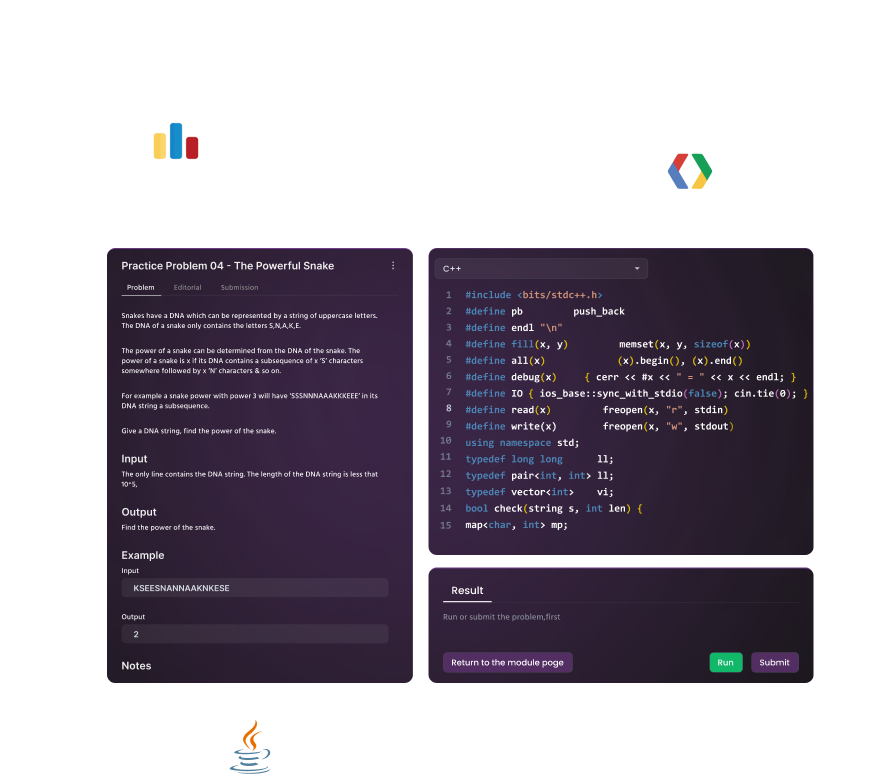 Practice Problem 04 - The Powerful Snake
Problem Editorial Submission
Snakes have a DNA which can be represented by a string of uppercase letters.
The DNA of a snake only contains the letters S,N,A,K,E.
The power of a snake can be determined from the DNA of the snake. The
power of a snake is x if its DNA contains a subsequence of x 'S' characters
somewhere followed by x 'N' characters & so on.
For example a snake power with power 3 will have 'SSSNNNAAAKKKEEE' in its
DNA string a subsequence.
Give a DNA string, find the power of the snake.
Input
The only line contains the DNA string. The length of the DNA string is less that
10^5,
Output
Find the power of the snake.
Example
Input
KSEESNANNAAKNKESE
Output
2
Notes
C++
1 #include <bits/stdc++.h>
2 #define pb push_back
3 #define endl "\n"
4 #define fill(x, y) memset(x, y, sizeof(x))
5 #define all(x) (x).begin(), (x).end()
6 #define debug(x) { cerr << #x << " = " << x << endl; }
7 #define IO { ios_base::sync_with_stdio(false); cin.tie(0); }
8 #define read(x) freopen(x, "r", stdin)
9 #define write(x) freopen(x, "w", stdout)
10 using namespace std;
11 typedef long long ll;
12 typedef pair<int, int> ll;
13 typedef vector<int> vi;
14 bool check(string s, int len) {
15 map<char, int> mp;
Result
Run or submit the problem,first
Return to the module poge Run Submit